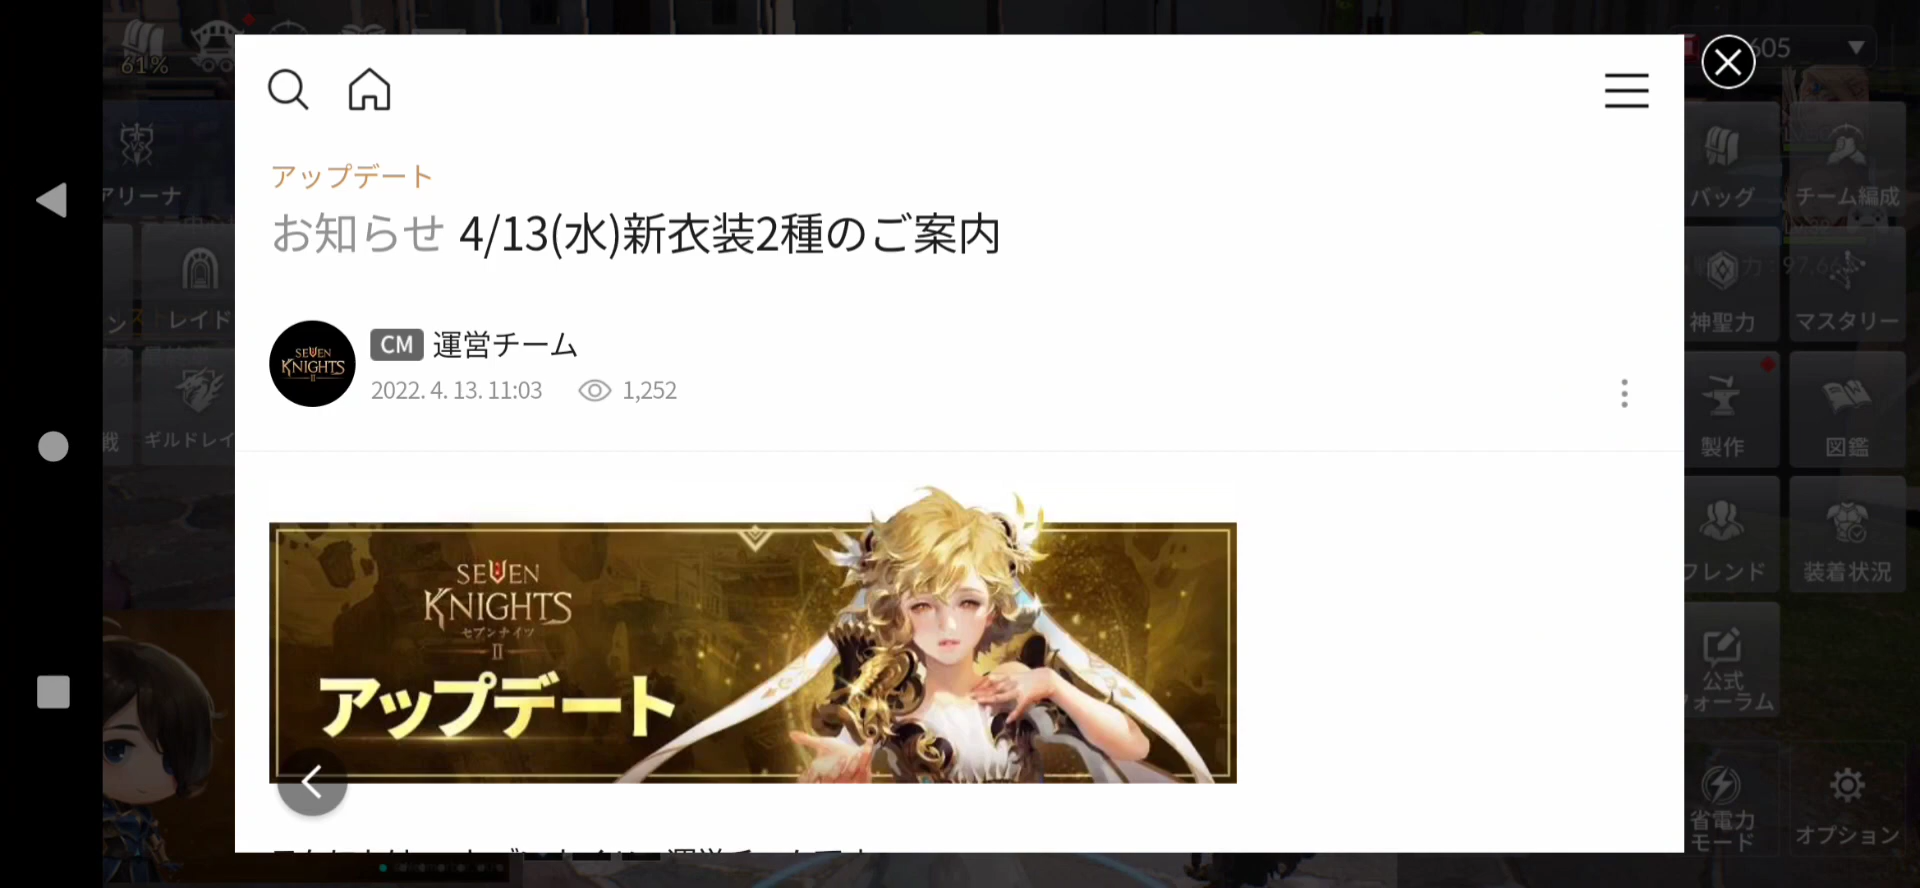 61%
605
アリーナ
レイド
ギルドレイ
アップデート
お知らせ 4/13(水)新衣装2種のご案内
CM 運営チーム
2022. 4. 13. 11:03 1,252
SEVEN
KNIGHTS
II
SEVEN
KNIGHTS
セブンナイツ
II
アップデート
バッグ
チーム編成
神聖力
マスタリー
製作
図鑑
フレンド
装着状況
公式
フォーラム
省電力
モード
オプション